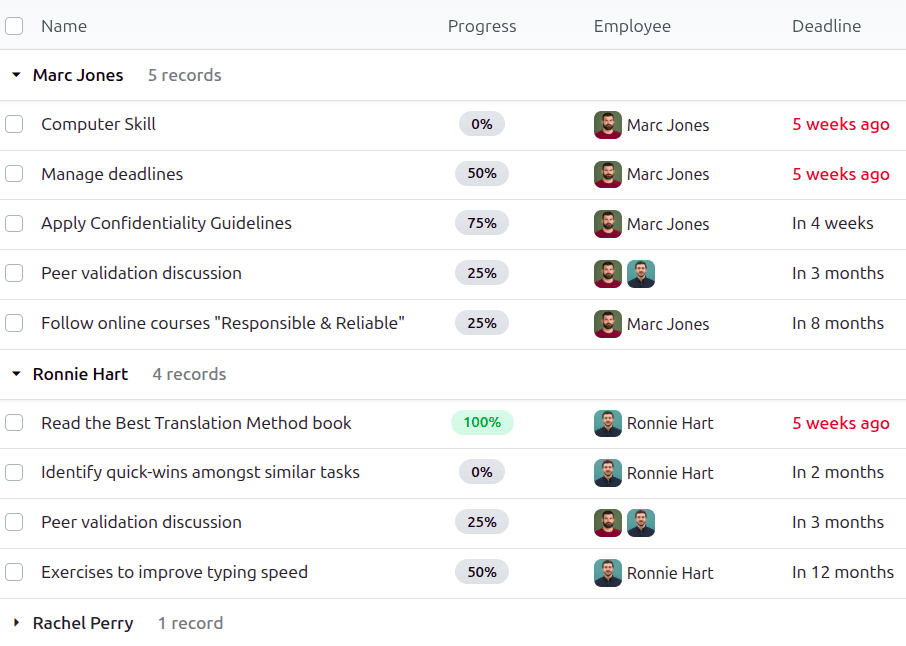 Name Progress Employee Deadline
Marc Jones 5 records
Computer Skill 0% Marc Jones 5 weeks ago
Manage deadlines 50% Marc Jones 5 weeks ago
Apply Confidentiality Guidelines 75% Marc Jones In 4 weeks
Peer validation discussion 25% In 3 months
Follow online courses "Responsible & Reliable" 25% Marc Jones In 8 months
Ronnie Hart 4 records
Read the Best Translation Method book 100% Ronnie Hart 5 weeks ago
Identify quick-wins amongst similar tasks 0% Ronnie Hart In 2 months
Peer validation discussion 25% In 3 months
Exercises to improve typing speed 50% Ronnie Hart In 12 months
Rachel Perry 1 record